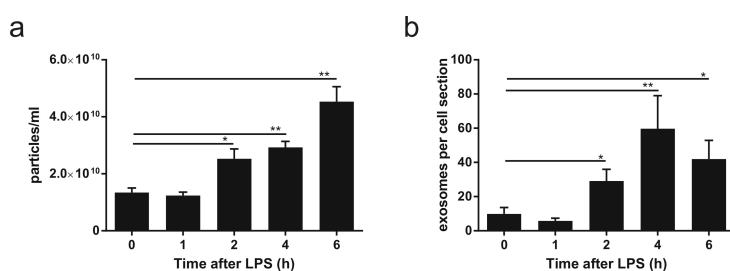 a
particles/ml
6.0×10¹⁰
4.0×10¹⁰
2.0×10¹⁰
0
**
**
*
0 1 2 4 6
Time after LPS (h)
b
exosomes per cell section
100
80
60
40
20
0
*
**
*
0 1 2 4 6
Time after LPS (h)